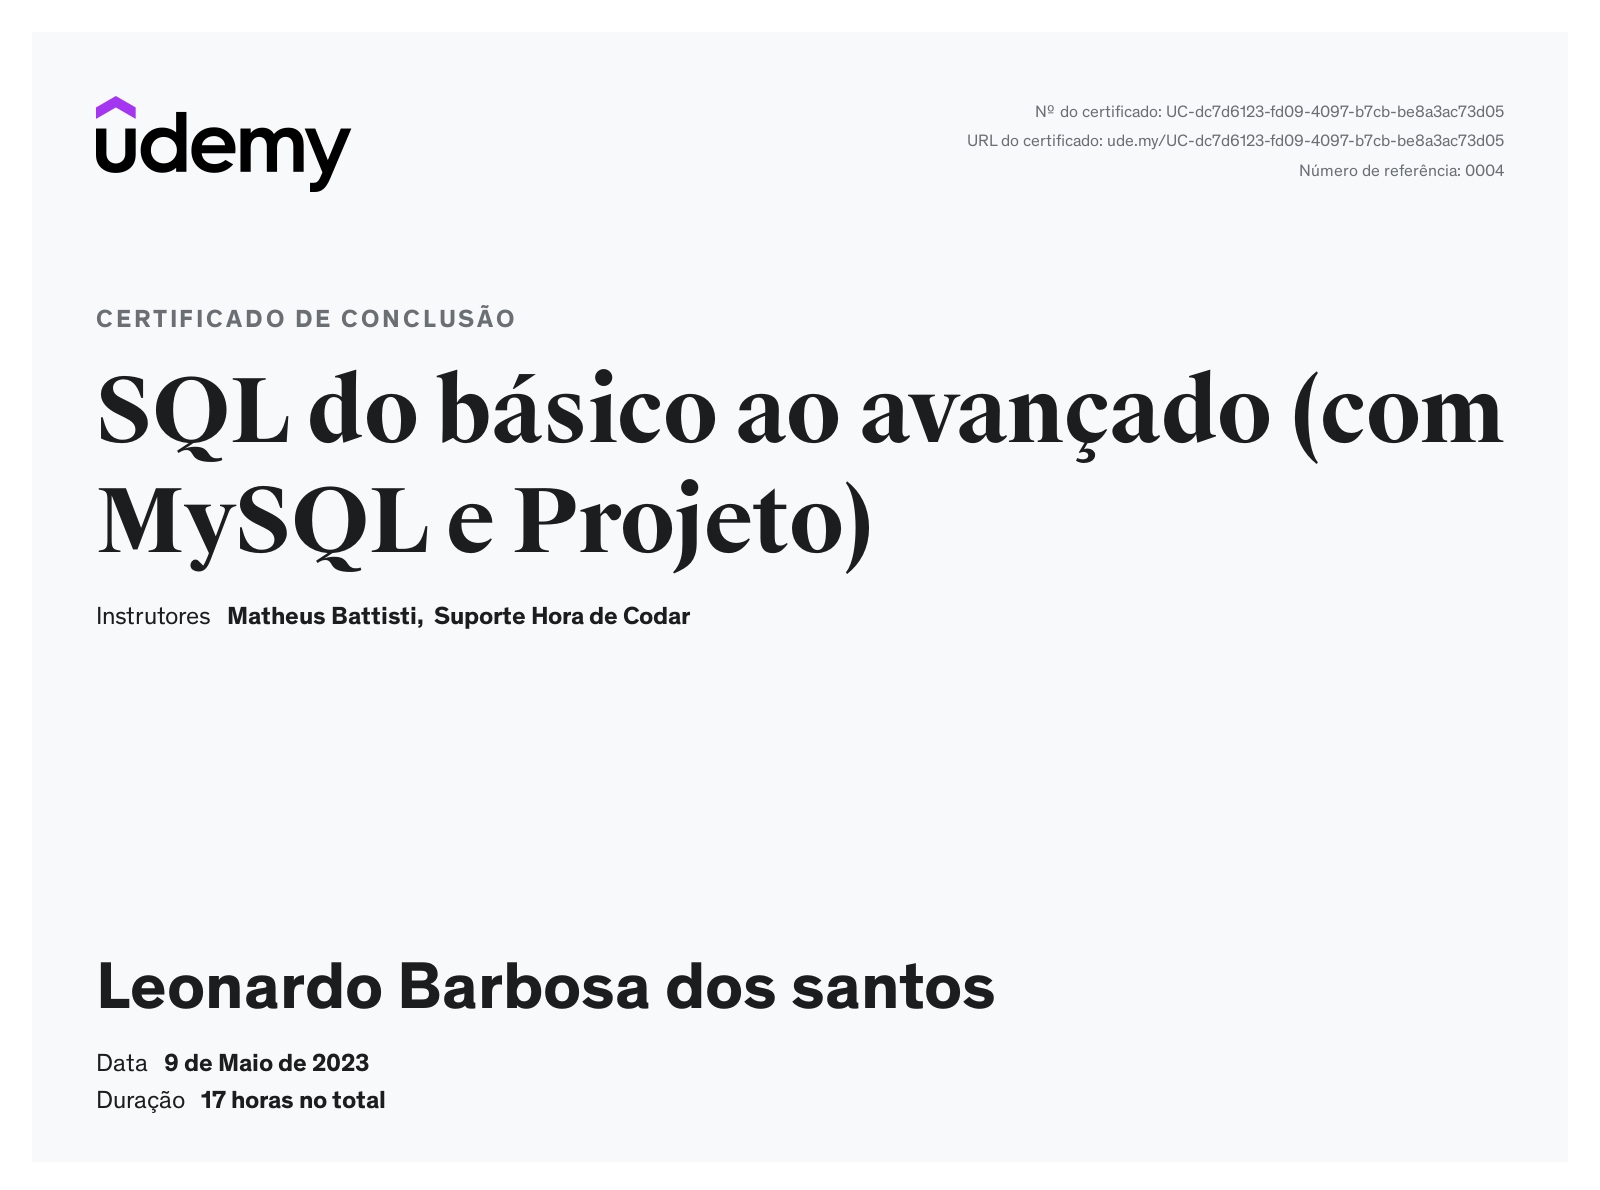 udemy
Nº do certificado: UC-dc7d6123-fd09-4097-b7cb-be8a3ac73d05
URL do certificado: ude.my/UC-dc7d6123-fd09-4097-b7cb-be8a3ac73d05
Número de referência: 0004
CERTIFICADO DE CONCLUSÃO
SQL do básico ao avançado (com
MySQL e Projeto)
Instrutores Matheus Battisti, Suporte Hora de Codar
Leonardo Barbosa dos santos
Data 9 de Maio de 2023
Duração 17 horas no total